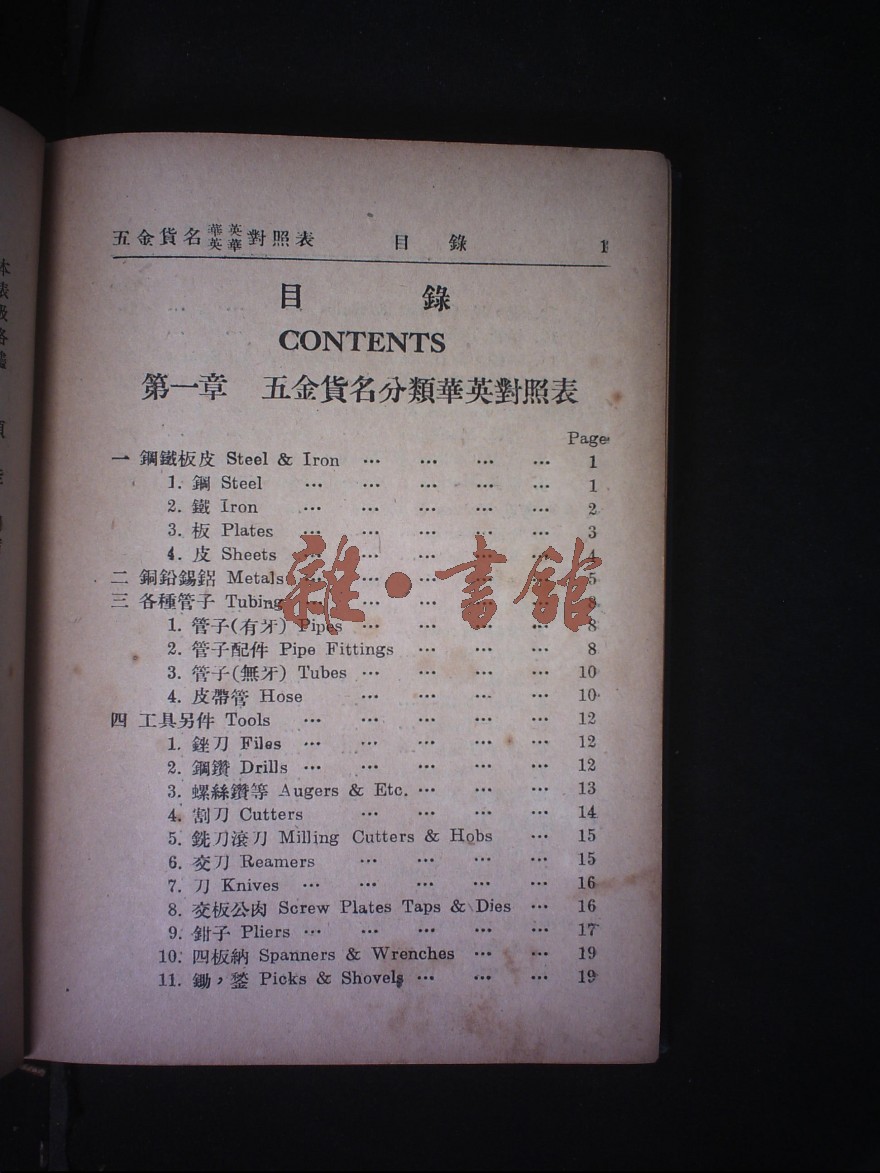 五金貨名華英英華對照表 目錄 1
目錄
CONTENTS
第一章 五金貨名分類華英對照表
Page
一 鋼鐵板皮 Steel & Iron … … … … 1
1. 鋼 Steel … … … … … 1
2. 鐵 Iron … … … … … 2
3. 板 Plates … … … … … 3
4. 皮 Sheets … … … … … 4
二 銅鉛錫鋁 Metals … … … … … 5
三 各種管子 Tubing … … … … … 8
1. 管子(有牙) Pipes … … … … 8
2. 管子配件 Pipe Fittings … … … 8
3. 管子(無牙) Tubes … … … … 10
4. 皮帶管 Hose … … … … 10
四 工具另件 Tools … … … … … 12
1. 銼刀 Files … … … … … 12
2. 鋼鑽 Drills … … … … … 12
3. 螺絲鑽等 Augers & Etc. … … … 13
4. 割刀 Cutters … … … … 14
5. 銑刀滾刀 Milling Cutters & Hobs … 15
6. 交刀 Reamers … … … … 15
7. 刀 Knives … … … … … 16
8. 交板公肉 Screw Plates Taps & Dies … 16
9. 鉗子 Pliers … … … … … 17
10. 四板納 Spanners & Wrenches … … 19
11. 鋤，鍫 Picks & Shovels … … … 19
雜·書館
本
表